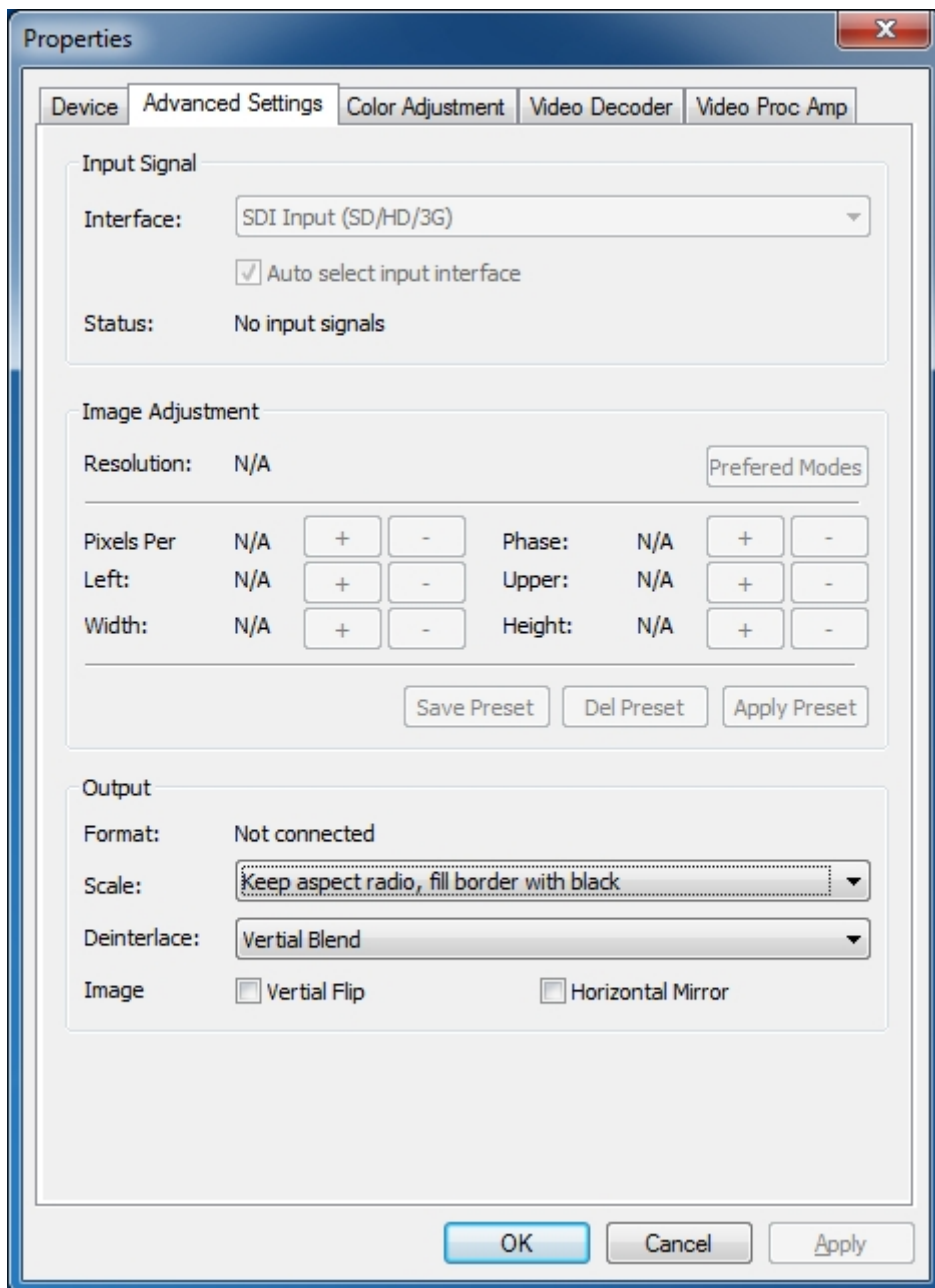 Properties
Device Advanced Settings Color Adjustment Video Decoder Video Proc Amp
Input Signal
Interface: SDI Input (SD/HD/3G)
Auto select input interface
Status: No input signals
Image Adjustment
Resolution: N/A Prefered Modes
Pixels Per N/A + - Phase: N/A + -
Left: N/A + - Upper: N/A + -
Width: N/A + - Height: N/A + -
Save Preset Del Preset Apply Preset
Output
Format: Not connected
Scale: Keep aspect radio, fill border with black
Deinterlace: Vertial Blend
Image Vertial Flip Horizontal Mirror
OK Cancel Apply